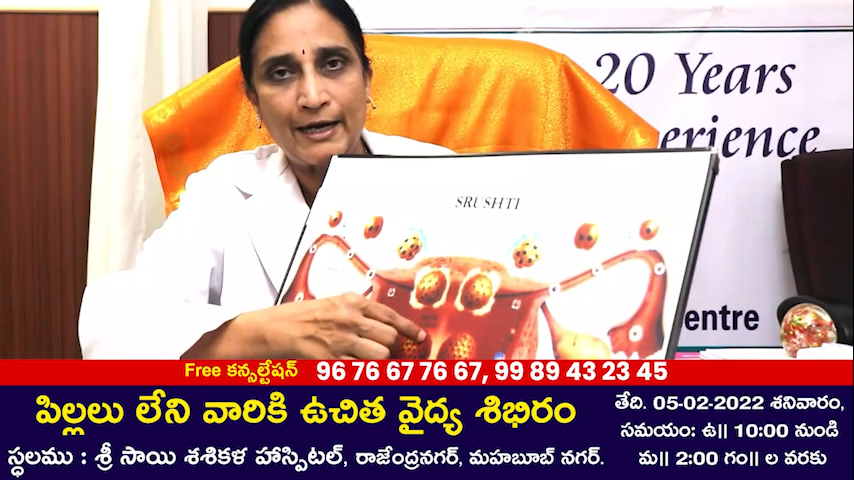 20 Years
erience
SRUSHTI
entre
Free కన్సల్టేషన్ 96 76 67 76 67, 99 89 43 23 45
పిల్లలు లేని వారికి ఉచిత వైద్య శిభిరం
స్థలము : శ్రీ సాయి శశికళ హాస్పిటల్, రాజేంద్రనగర్, మహబూబ్ నగర్.
తేది. 05-02-2022 శనివారం,
సమయం: ఉ|| 10:00 నుండి
మ|| 2:00 గం|| ల వరకు